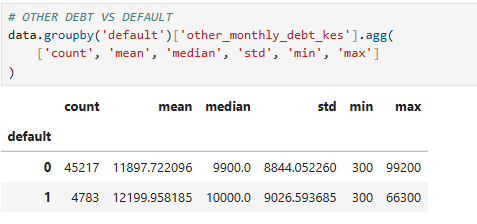 # OTHER DEBT VS DEFAULT
data.groupby('default')['other_monthly_debt_kes'].agg(
['count', 'mean', 'median', 'std', 'min', 'max']
)
count mean median std min max
default
0 45217 11897.722096 9900.0 8844.052260 300 99200
1 4783 12199.958185 10000.0 9026.593685 300 66300